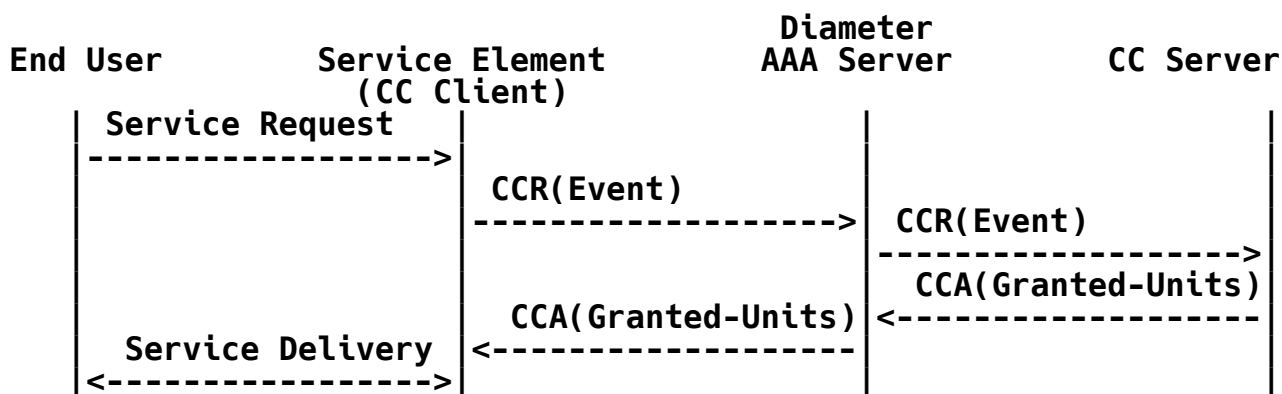 Diameter
End User        Service Element        AAA Server        CC Server
                  (CC Client)
   | Service Request   |                    |                    |
   |------------------>|                    |                    |
   |                   | CCR(Event)         |                    |
   |                   |------------------->| CCR(Event)         |
   |                   |                    |------------------->|
   |                   |                    |  CCA(Granted-Units)|
   |                   |  CCA(Granted-Units)|<-------------------|
   |  Service Delivery |<-------------------|                    |
   |<----------------->|                    |                    |